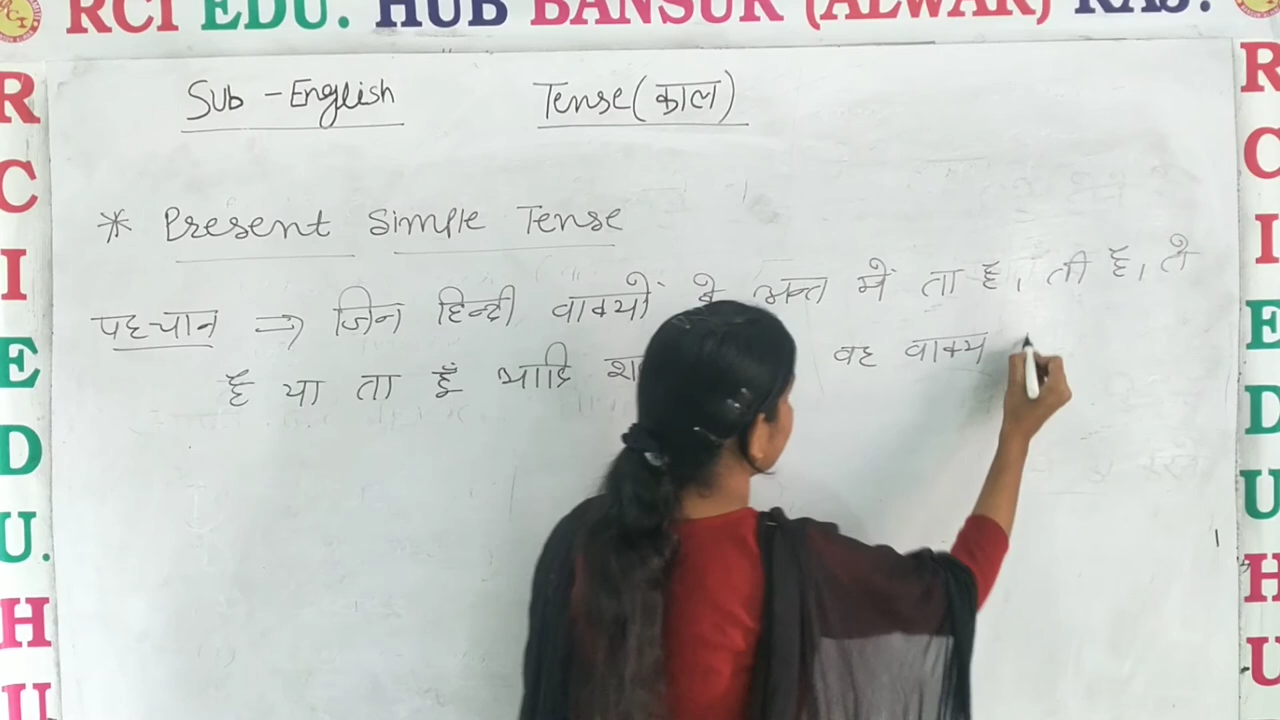 RCI EDU. HUB BANSUR (ALWAR) RAJ.
Sub - English
Tense (काल)
* Present Simple Tense
पहचान ⇒ जिन हिन्दी वाक्यों के अन्त में ता है, ती है, ते
है या ता हूँ आदि वह वाक्य
R C I E D U. H U
R C I E D U H U